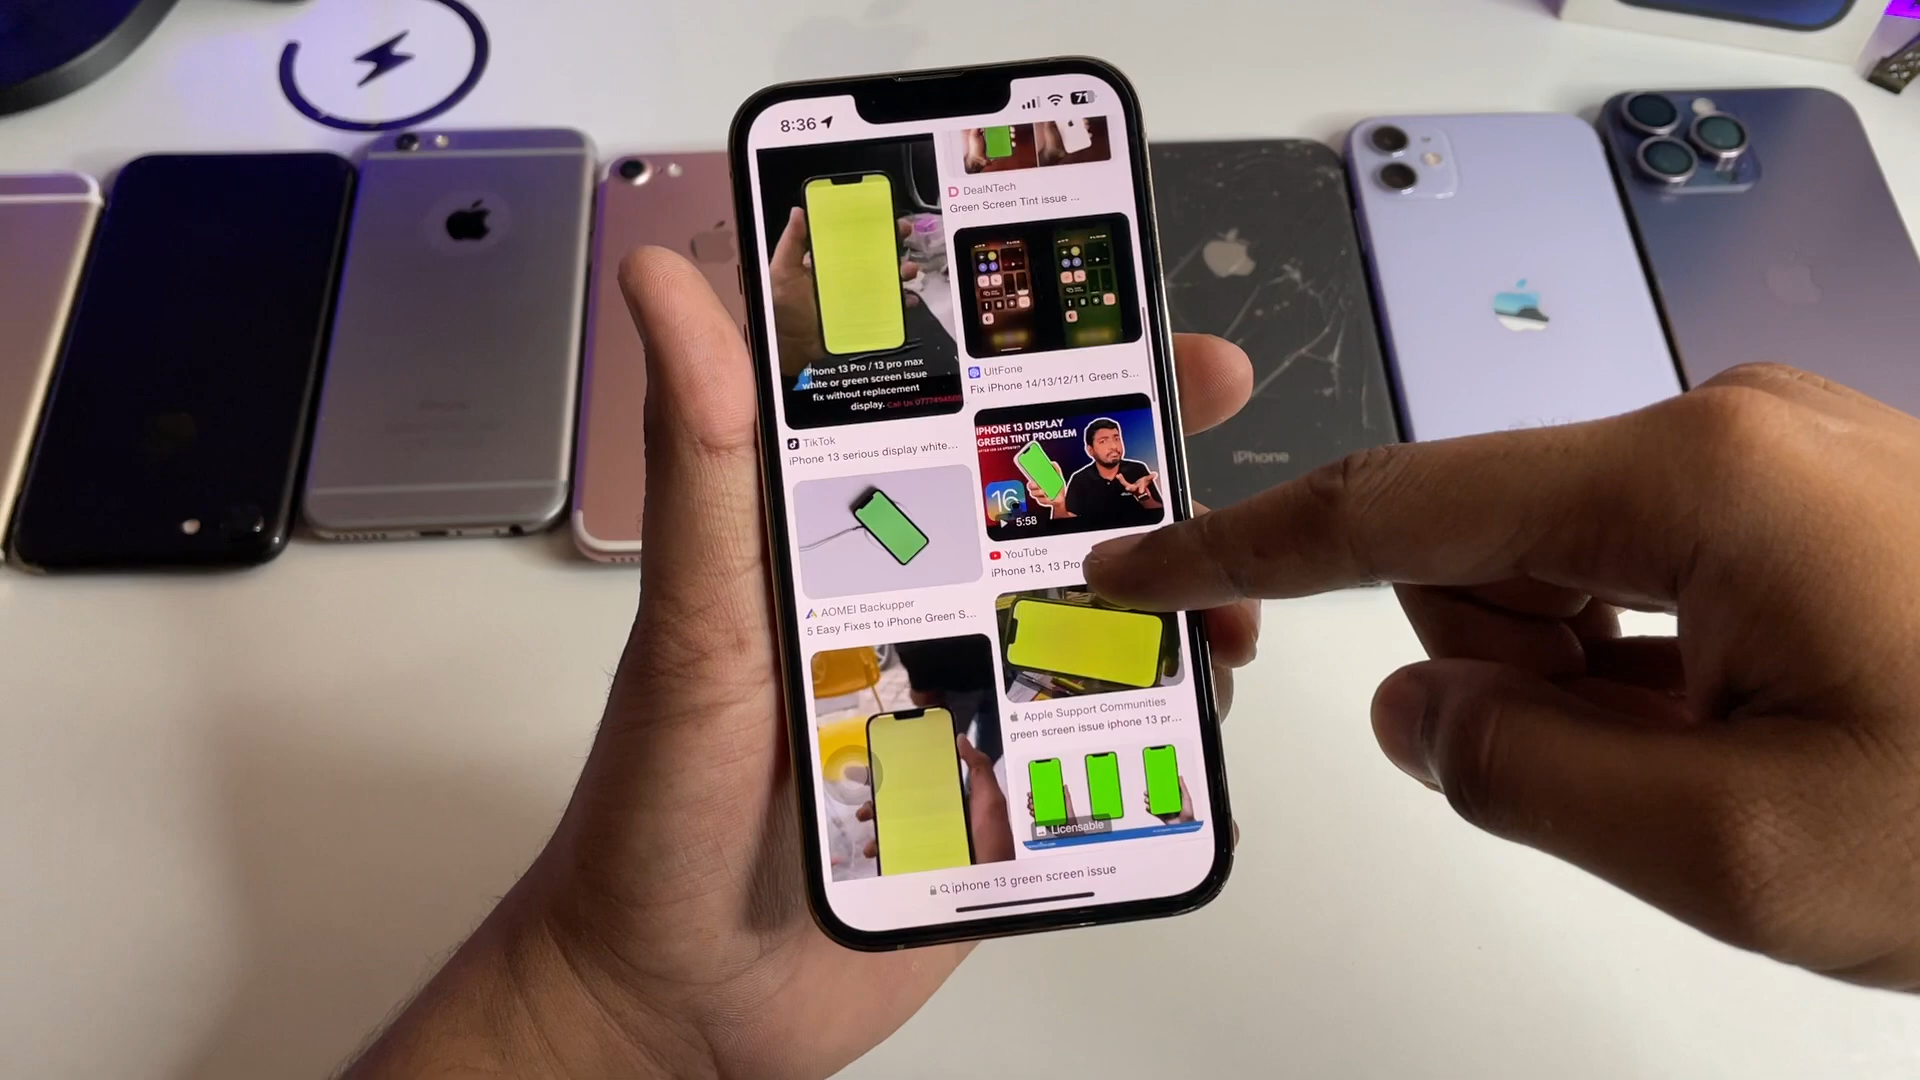 8:36
71
DealNTech
Green Screen Tint issue ...
iPhone 13 Pro / 13 pro max
white or green screen issue
fix without replacement
display.
TikTok
iPhone 13 serious display white...
UltFone
Fix iPhone 14/13/12/11 Green S...
IPHONE 13 DISPLAY
GREEN TINT PROBLEM
16
5:58
YouTube
iPhone 13, 13 Pro
AOMEI Backupper
5 Easy Fixes to iPhone Green S...
Apple Support Communities
green screen issue iphone 13 pr...
Licensable
iphone 13 green screen issue
iPhone